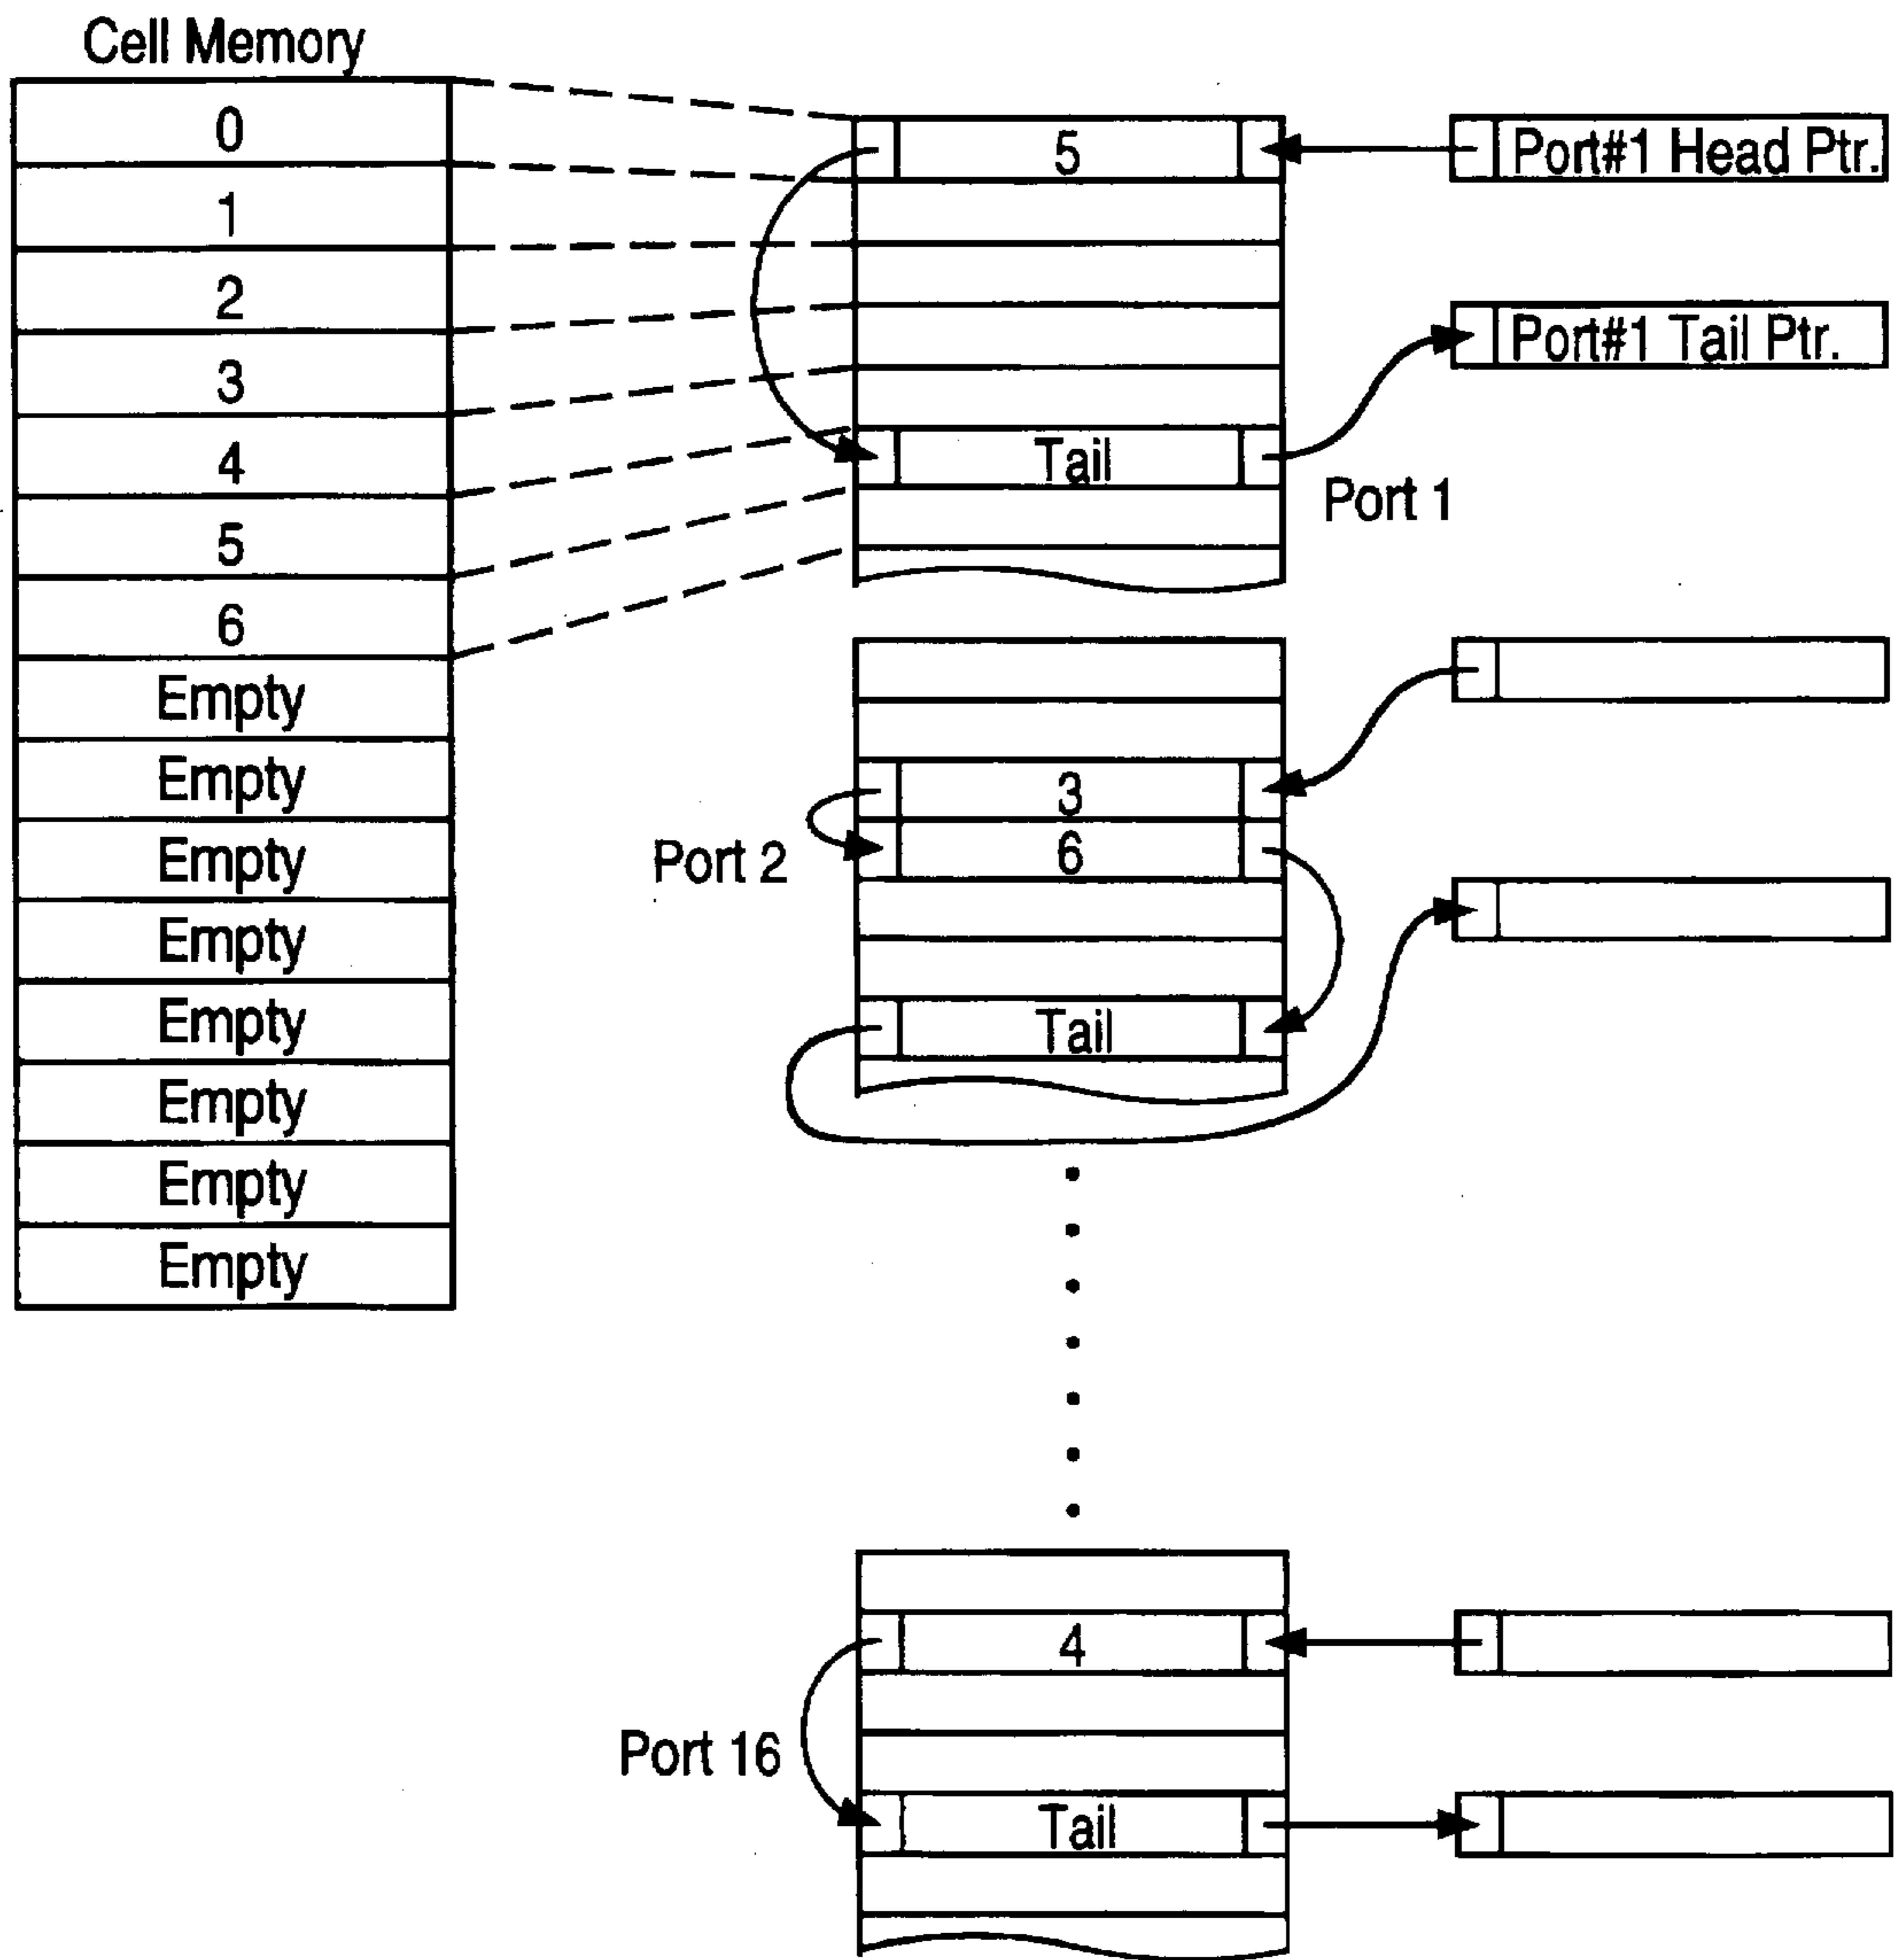 Cell Memory
0
1
2
3
4
5
6
Empty
Empty
Empty
Empty
Empty
Empty
Empty
Empty
5
Tail
Port#1 Head Ptr.
Port#1 Tail Ptr.
Port 1
3
6
Tail
Port 2
4
Tail
Port 16